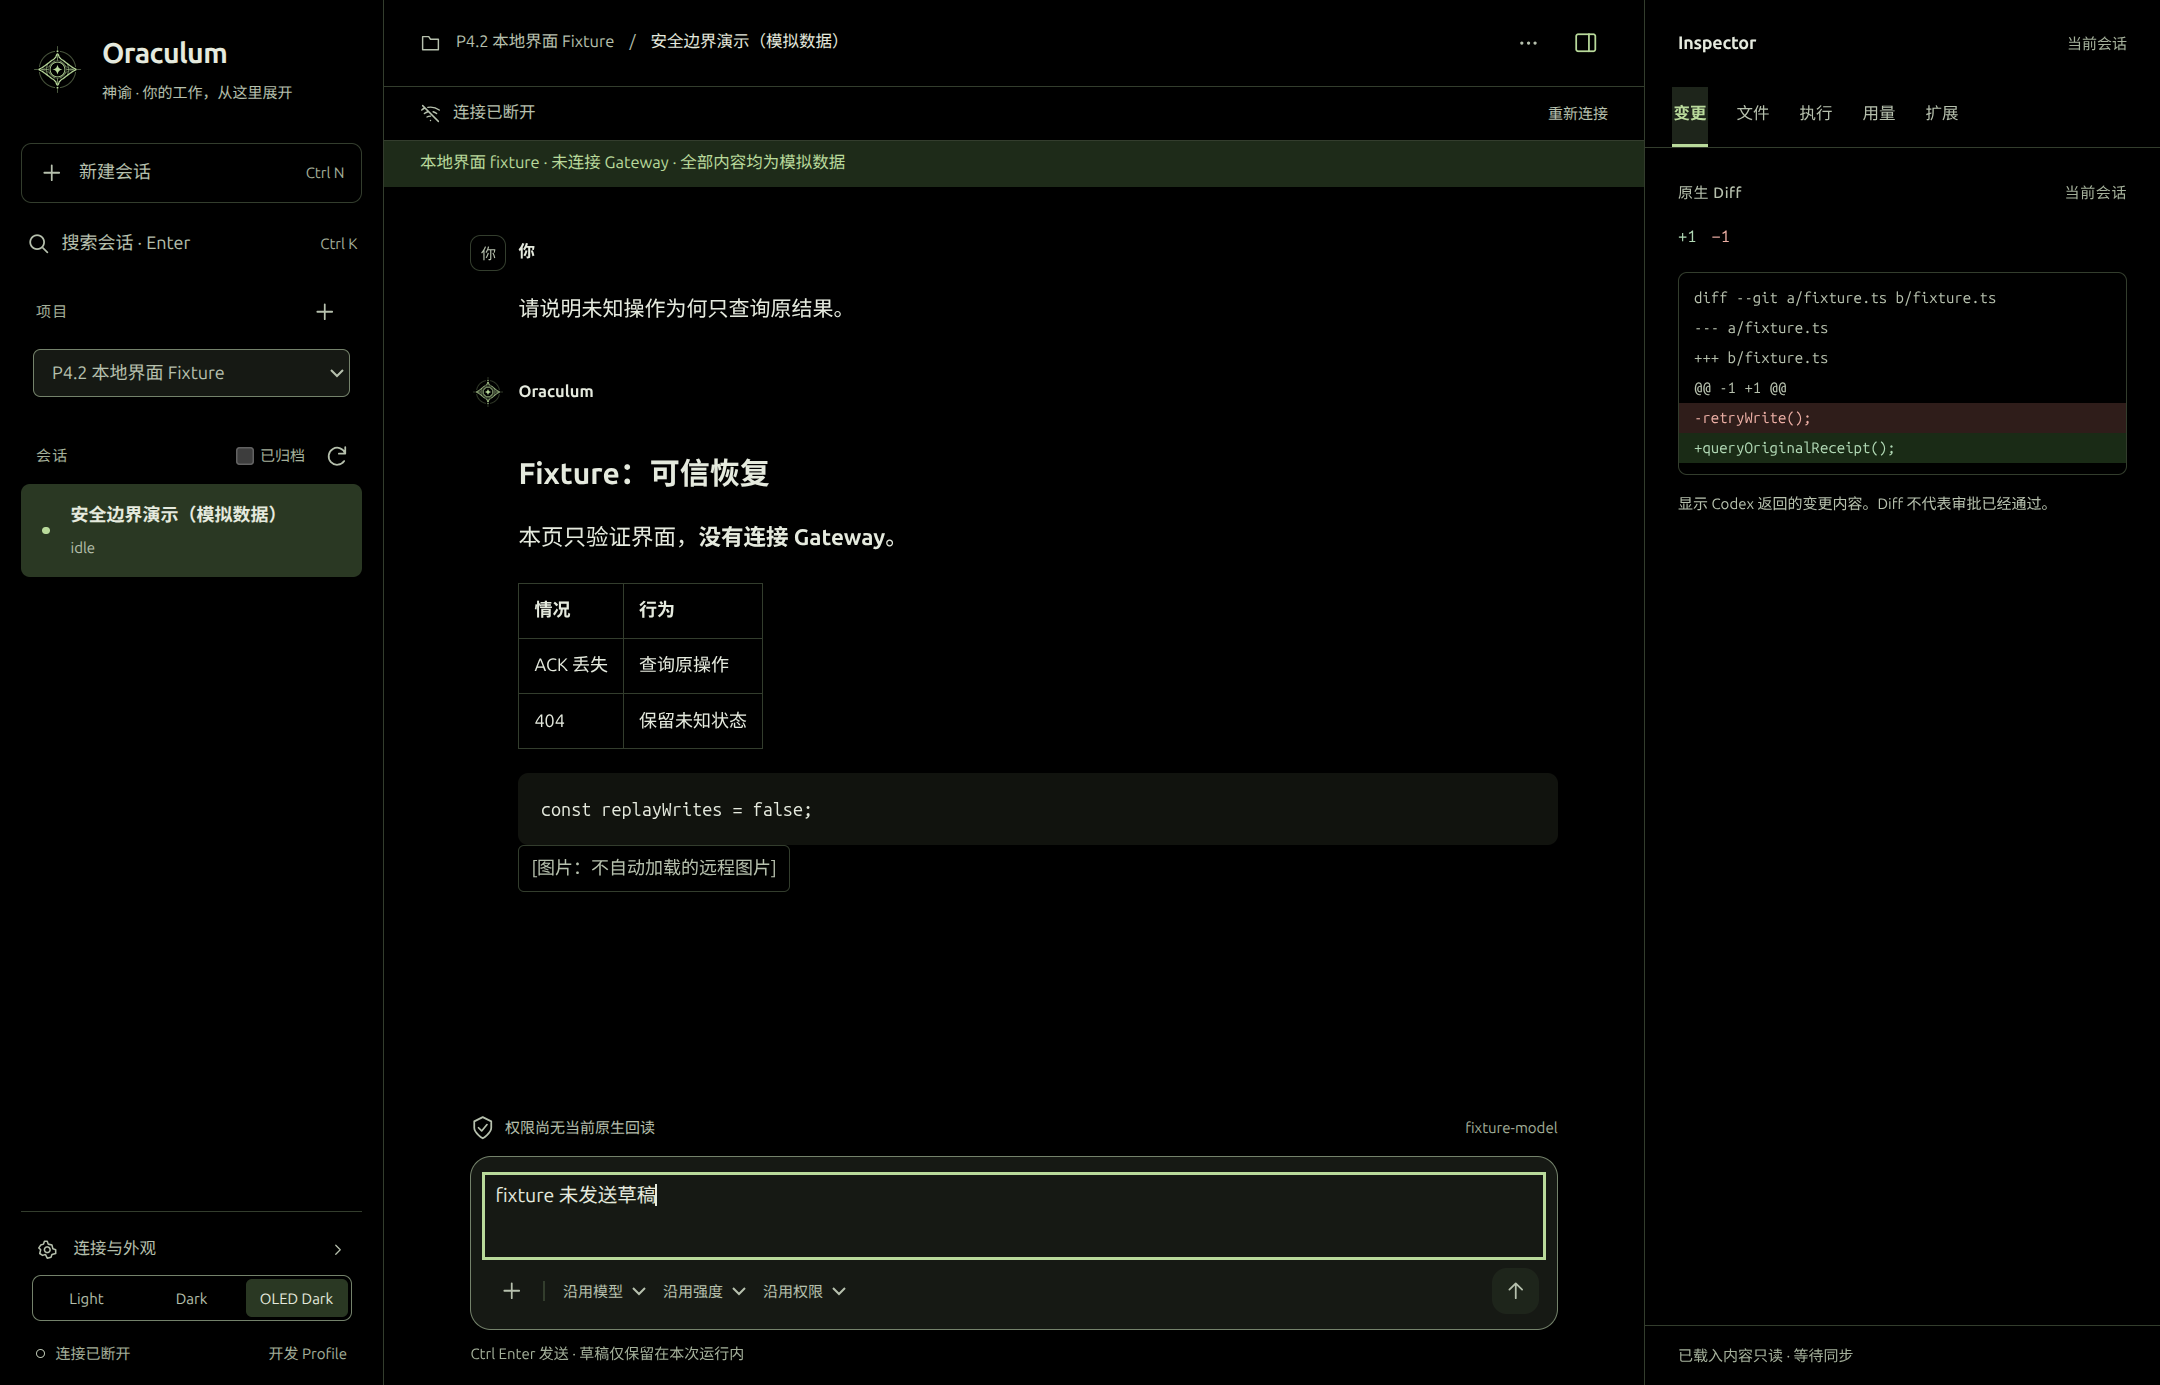 Oraculum
神谕 · 你的工作，从这里展开
新建会话 Ctrl N
搜索会话 · Enter Ctrl K
项目
P4.2 本地界面 Fixture
会话 已归档
安全边界演示（模拟数据）
idle
连接与外观
Light Dark OLED Dark
连接已断开 开发 Profile
P4.2 本地界面 Fixture / 安全边界演示（模拟数据）
连接已断开 重新连接
本地界面 fixture · 未连接 Gateway · 全部内容均为模拟数据
你 你
请说明未知操作为何只查询原结果。
Oraculum
Fixture：可信恢复
本页只验证界面，没有连接 Gateway。
情况 行为
ACK 丢失 查询原操作
404 保留未知状态
const replayWrites = false;
[图片：不自动加载的远程图片]
权限尚无当前原生回读 fixture-model
fixture 未发送草稿
沿用模型 沿用强度 沿用权限
Ctrl Enter 发送 · 草稿仅保留在本次运行内
Inspector 当前会话
变更 文件 执行 用量 扩展
原生 Diff 当前会话
+1 −1
diff --git a/fixture.ts b/fixture.ts
--- a/fixture.ts
+++ b/fixture.ts
@@ -1 +1 @@
-retryWrite();
+queryOriginalReceipt();
显示 Codex 返回的变更内容。Diff 不代表审批已经通过。
已载入内容只读 · 等待同步